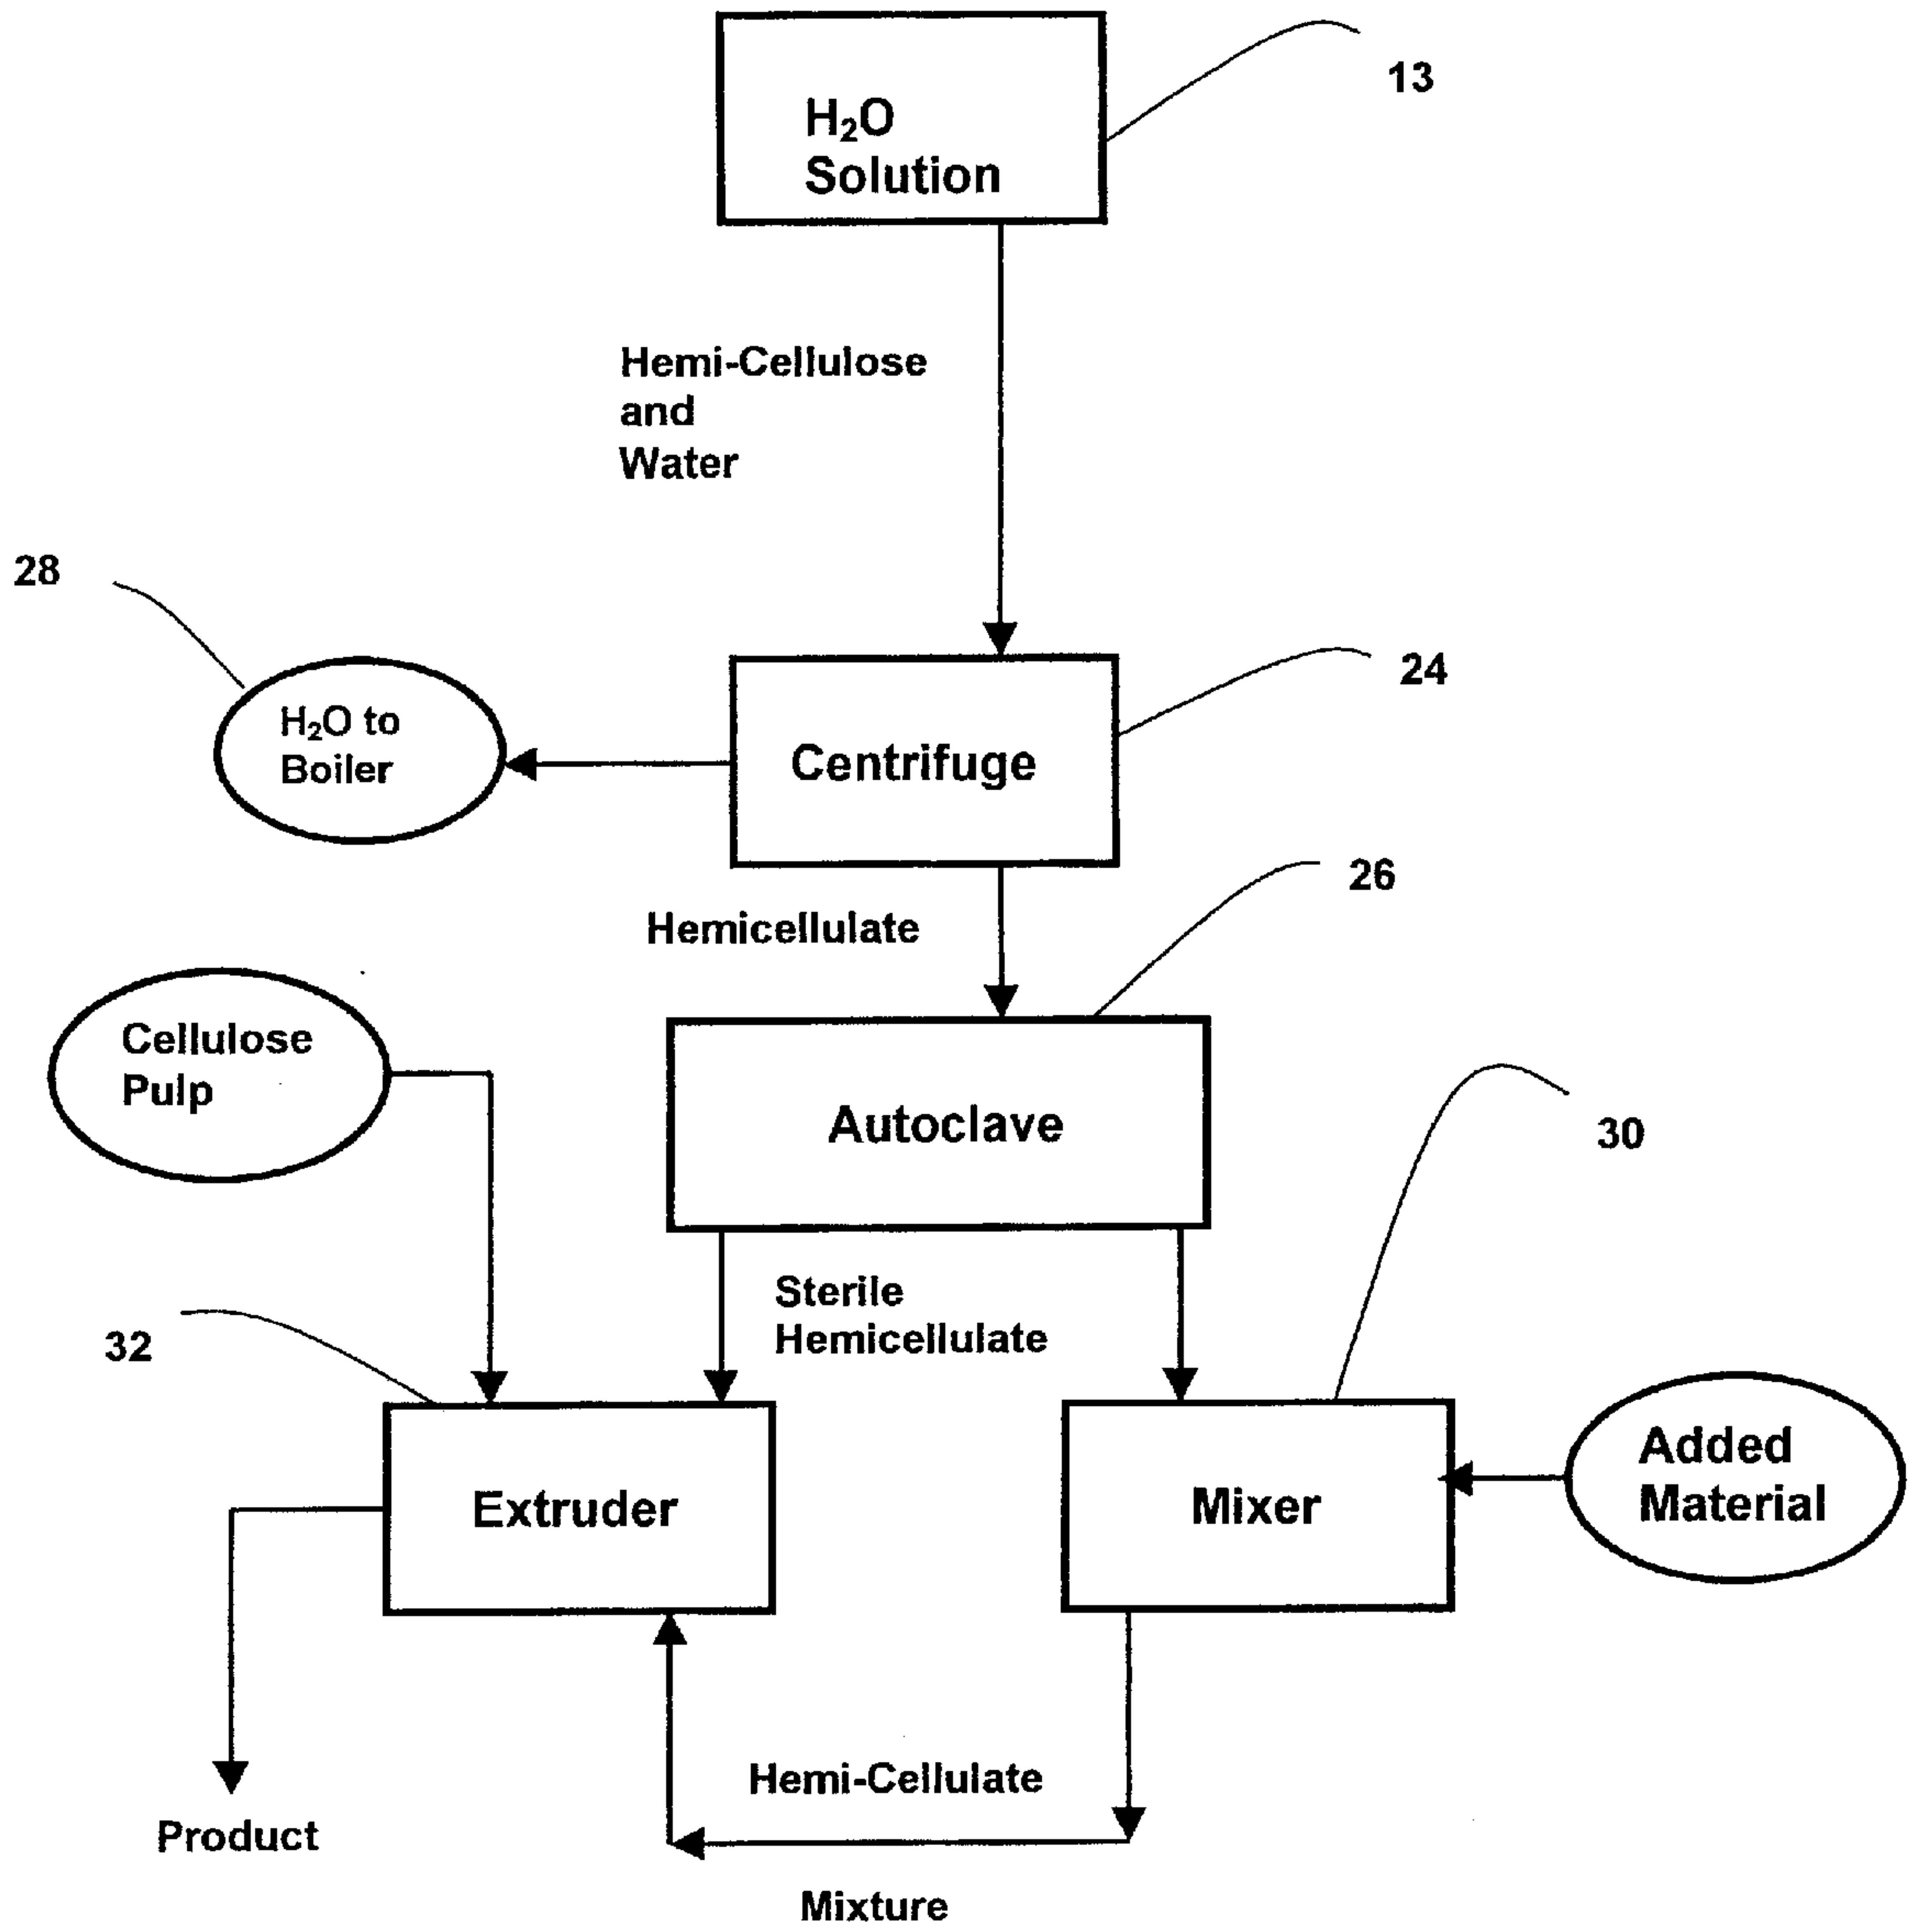 H₂O
Solution
13
Hemi-Cellulose
and
Water
28
24
H₂O to
Boiler
Centrifuge
26
Hemicellulate
Cellulose
Pulp
Autoclave
30
Sterile
Hemicellulate
32
Extruder
Mixer
Added
Material
Hemi-Cellulate
Product
Mixture